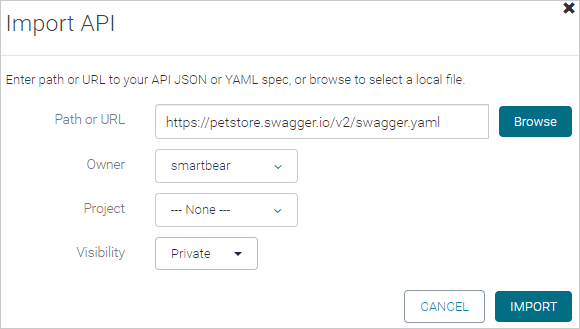 Import API
Enter path or URL to your API JSON or YAML spec, or browse to select a local file.
Path or URL https://petstore.swagger.io/v2/swagger.yaml Browse
Owner smartbear
Project --- None ---
Visibility Private
CANCEL IMPORT